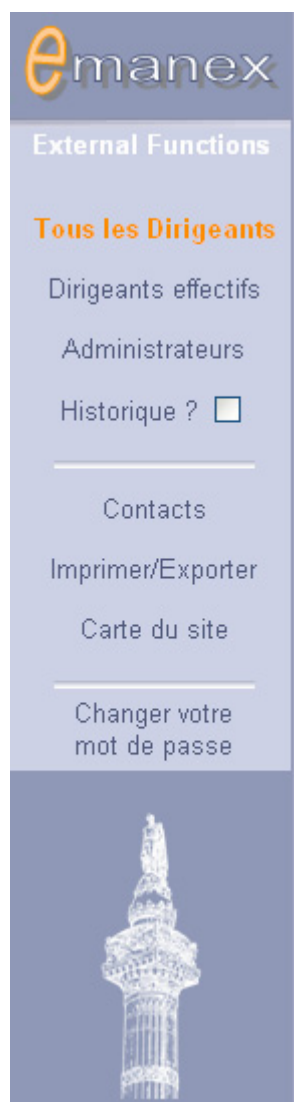 emanex
External Functions
Tous les Dirigeants
Dirigeants effectifs
Administrateurs
Historique ?
Contacts
Imprimer/Exporter
Carte du site
Changer votre
mot de passe